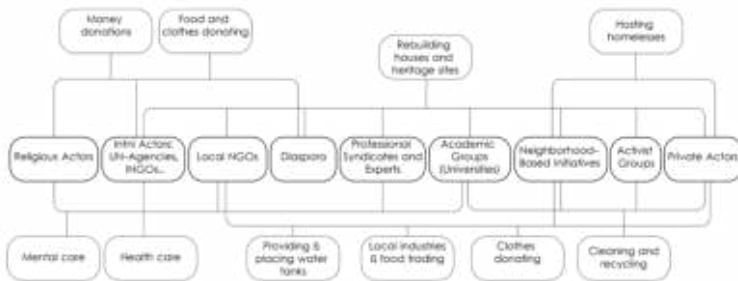 Money
donations
Food and
clothes donating
Rebuilding
houses and
heritage sites
Hosting
homelesses
Religious Actors
Intnl Actors:
UN-Agencies,
INGOs...
Local NGOs
Diaspora
Professional
Syndicates and
Experts
Academic
Groups
(Universities)
Neighborhood-
Based Initiatives
Activist
Groups
Private Actors
Mental care
Health care
Providing &
placing water
tanks
Local industries
& food trading
Clothes
donating
Cleaning and
recycling